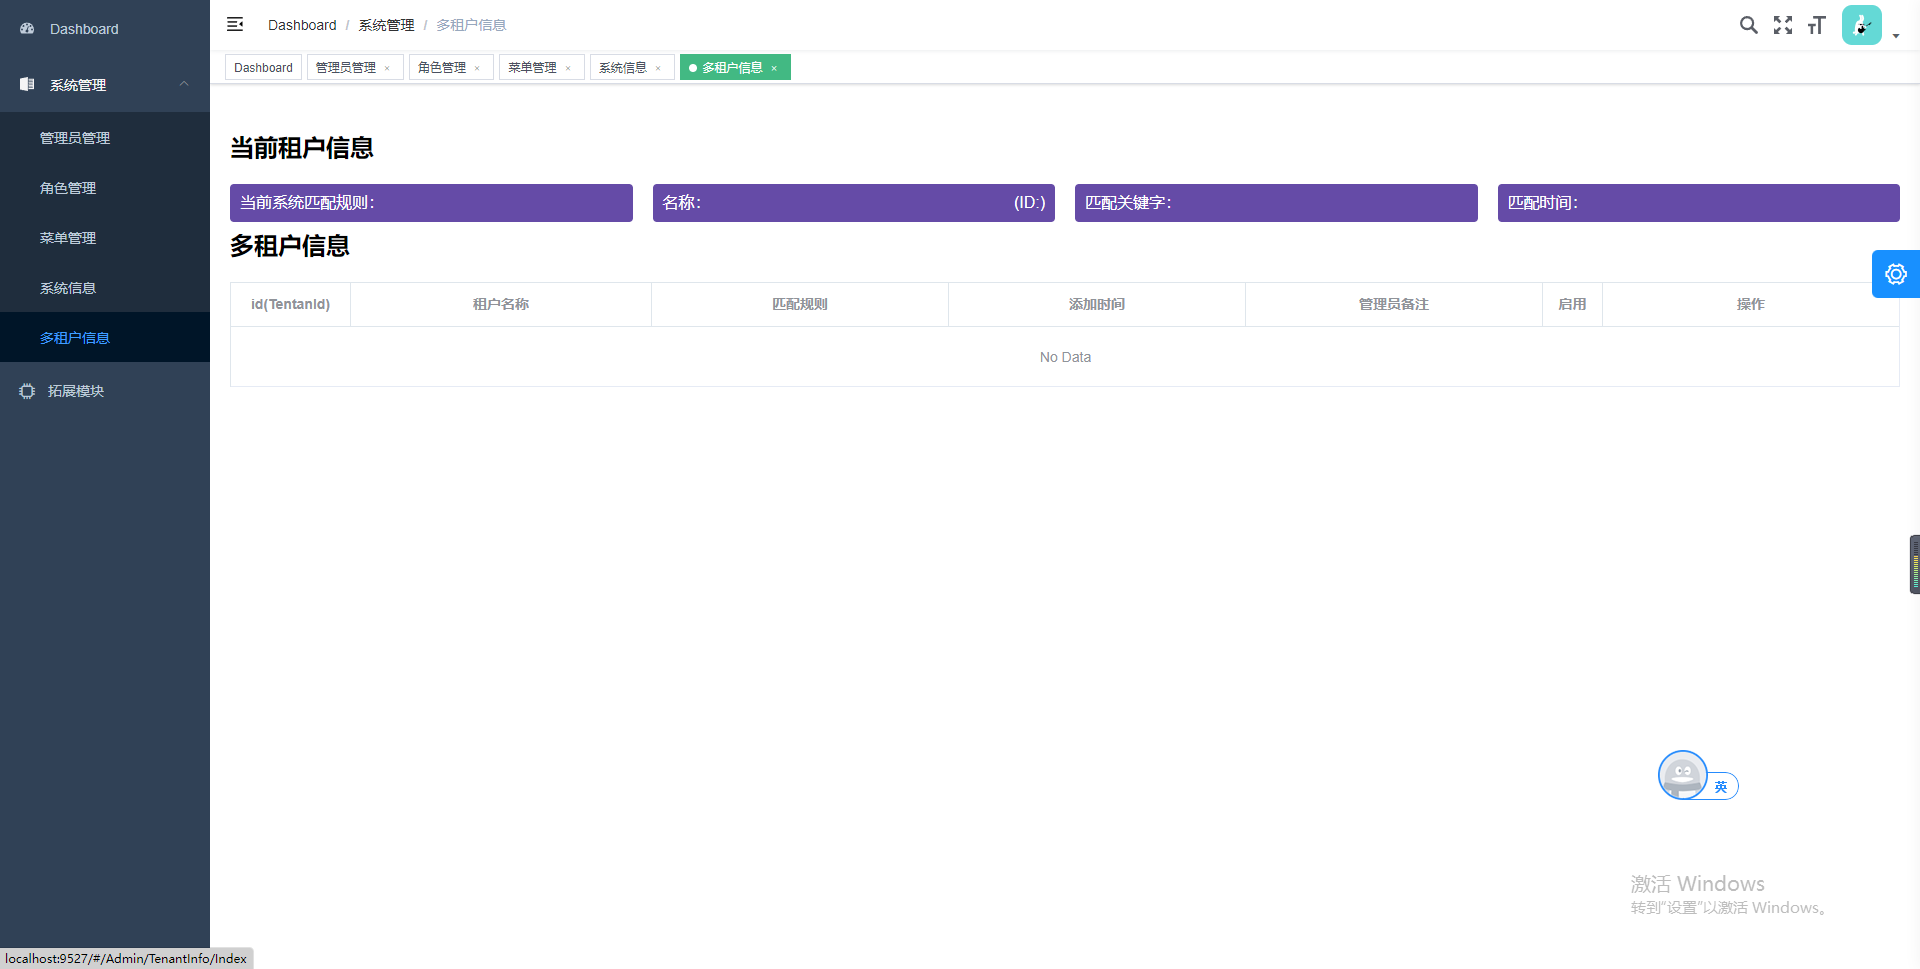 Dashboard
系统管理
管理员管理
角色管理
菜单管理
系统信息
多租户信息
拓展模块
Dashboard / 系统管理 / 多租户信息
Dashboard 管理员管理 × 角色管理 × 菜单管理 × 系统信息 × 多租户信息 ×
当前租户信息
当前系统匹配规则: 名称: (ID:) 匹配关键字: 匹配时间:
多租户信息
id(TentanId) 租户名称 匹配规则 添加时间 管理员备注 启用 操作
No Data
英
激活 Windows
转到“设置”以激活 Windows。
localhost:9527/#/Admin/TenantInfo/Index